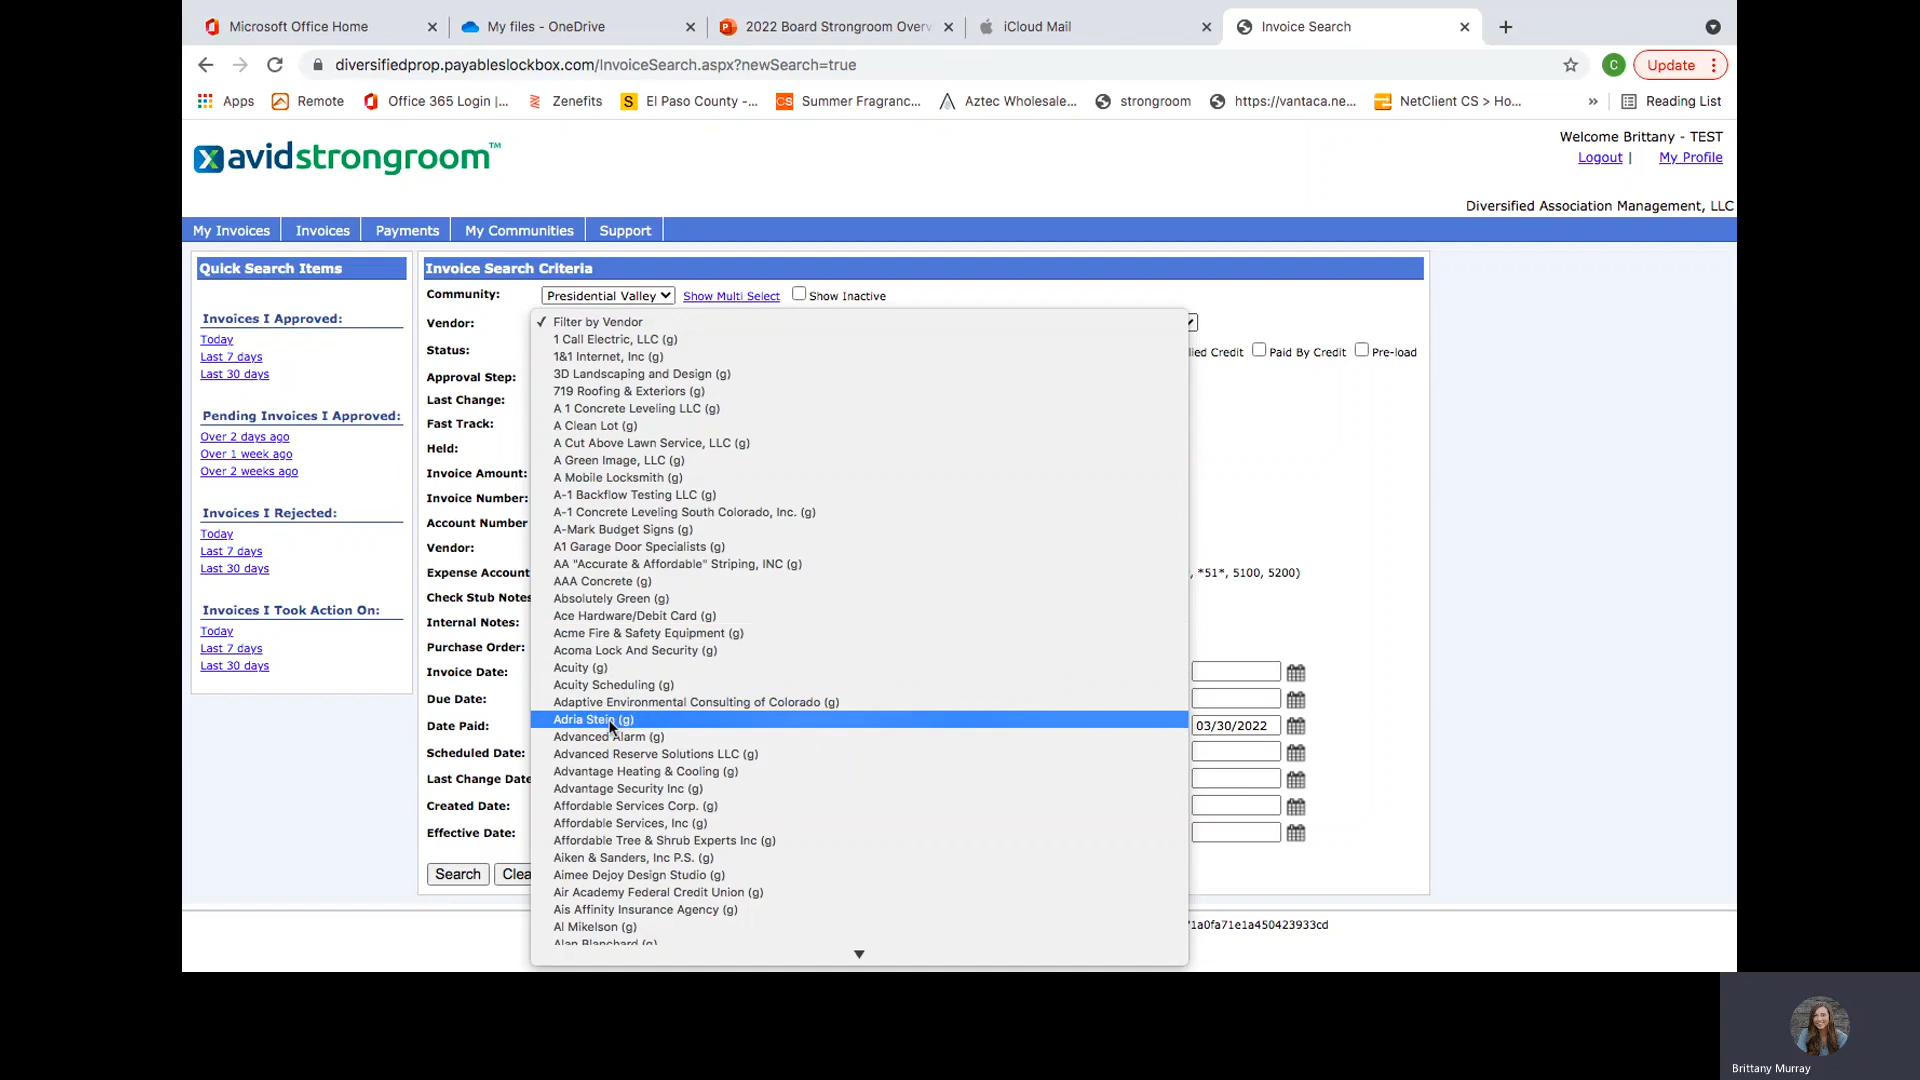 Microsoft Office Home
My files - OneDrive
2022 Board Strongroom Overv
iCloud Mail
Invoice Search
diversifiedprop.payableslockbox.com/InvoiceSearch.aspx?newSearch=true
C
Update
Apps
Remote
Office 365 Login |...
Zenefits
S
El Paso County -...
CS
Summer Fragranc...
Aztec Wholesale...
strongroom
https://vantaca.ne...
NetClient CS > Ho...
»
Reading List
avidstrongroom™
Welcome Brittany - TEST
Logout |
My Profile
Diversified Association Management, LLC
My Invoices
Invoices
Payments
My Communities
Support
Quick Search Items
Invoices I Approved:
Today
Last 7 days
Last 30 days
Pending Invoices I Approved:
Over 2 days ago
Over 1 week ago
Over 2 weeks ago
Invoices I Rejected:
Today
Last 7 days
Last 30 days
Invoices I Took Action On:
Today
Last 7 days
Last 30 days
Invoice Search Criteria
Community:
Presidential Valley
Show Multi Select
Show Inactive
Vendor:
Status:
lied Credit
Paid By Credit
Pre-load
Approval Step:
Last Change:
Fast Track:
Held:
Invoice Amount:
Invoice Number:
Account Number
Vendor:
Expense Account
, *51*, 5100, 5200)
Check Stub Notes
Internal Notes:
Purchase Order:
Invoice Date:
Due Date:
Date Paid:
03/30/2022
Scheduled Date:
Last Change Date
Created Date:
Effective Date:
Search
Clea
✓ Filter by Vendor
1 Call Electric, LLC (g)
1&1 Internet, Inc (g)
3D Landscaping and Design (g)
719 Roofing & Exteriors (g)
A 1 Concrete Leveling LLC (g)
A Clean Lot (g)
A Cut Above Lawn Service, LLC (g)
A Green Image, LLC (g)
A Mobile Locksmith (g)
A-1 Backflow Testing LLC (g)
A-1 Concrete Leveling South Colorado, Inc. (g)
A-Mark Budget Signs (g)
A1 Garage Door Specialists (g)
AA "Accurate & Affordable" Striping, INC (g)
AAA Concrete (g)
Absolutely Green (g)
Ace Hardware/Debit Card (g)
Acme Fire & Safety Equipment (g)
Acoma Lock And Security (g)
Acuity (g)
Acuity Scheduling (g)
Adaptive Environmental Consulting of Colorado (g)
Adria Stein (g)
Advanced Alarm (g)
Advanced Reserve Solutions LLC (g)
Advantage Heating & Cooling (g)
Advantage Security Inc (g)
Affordable Services Corp. (g)
Affordable Services, Inc (g)
Affordable Tree & Shrub Experts Inc (g)
Aiken & Sanders, Inc P.S. (g)
Aimee Dejoy Design Studio (g)
Air Academy Federal Credit Union (g)
Ais Affinity Insurance Agency (g)
Al Mikelson (g)
Alan Blanchard (g)
1a0fa71e1a450423933cd
Brittany Murray